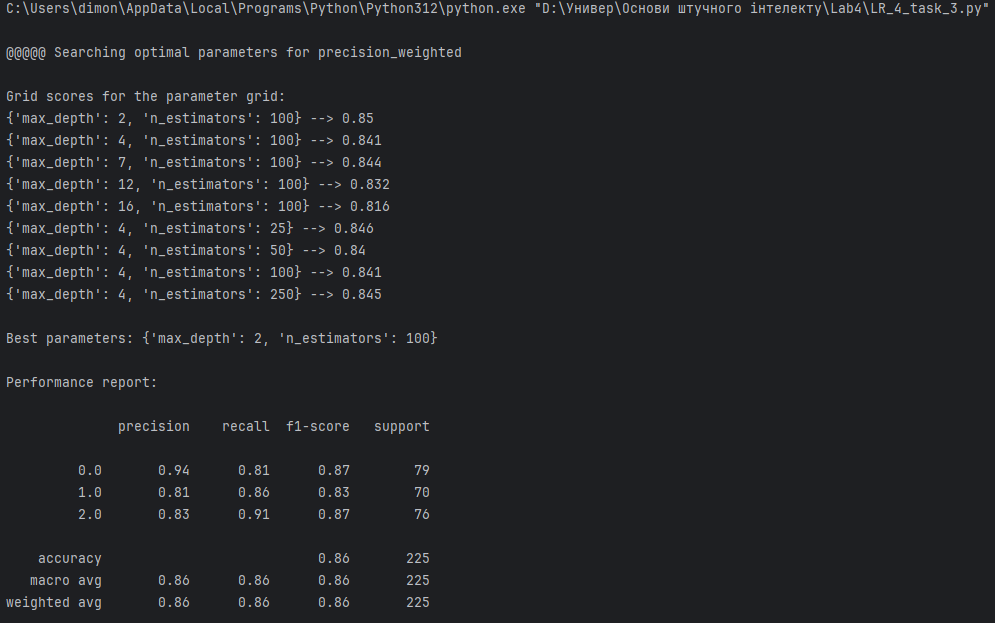 C:\Users\dimon\AppData\Local\Programs\Python\Python312\python.exe "D:\Универ\Основи штучного інтелекту\Lab4\LR_4_task_3.py"
@@@@@ Searching optimal parameters for precision_weighted
Grid scores for the parameter grid:
{'max_depth': 2, 'n_estimators': 100} --> 0.85
{'max_depth': 4, 'n_estimators': 100} --> 0.841
{'max_depth': 7, 'n_estimators': 100} --> 0.844
{'max_depth': 12, 'n_estimators': 100} --> 0.832
{'max_depth': 16, 'n_estimators': 100} --> 0.816
{'max_depth': 4, 'n_estimators': 25} --> 0.846
{'max_depth': 4, 'n_estimators': 50} --> 0.84
{'max_depth': 4, 'n_estimators': 100} --> 0.841
{'max_depth': 4, 'n_estimators': 250} --> 0.845
Best parameters: {'max_depth': 2, 'n_estimators': 100}
Performance report:
precision recall f1-score support
0.0 0.94 0.81 0.87 79
1.0 0.81 0.86 0.83 70
2.0 0.83 0.91 0.87 76
accuracy 0.86 225
macro avg 0.86 0.86 0.86 225
weighted avg 0.86 0.86 0.86 225